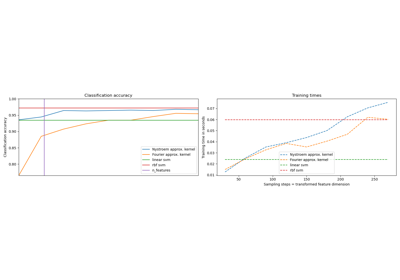 Classification accuracy
1.00
0.95
0.90
0.85
0.80
Classification accuracy
Nystroem approx. kernel
Fourier approx. kernel
linear svm
rbf svm
n_features
Training times
0.07
0.06
0.05
0.04
0.03
0.02
0.01
Training time in seconds
Nystroem approx. kernel
Fourier approx. kernel
linear svm
rbf svm
50
100
150
200
250
Sampling steps = transformed feature dimension